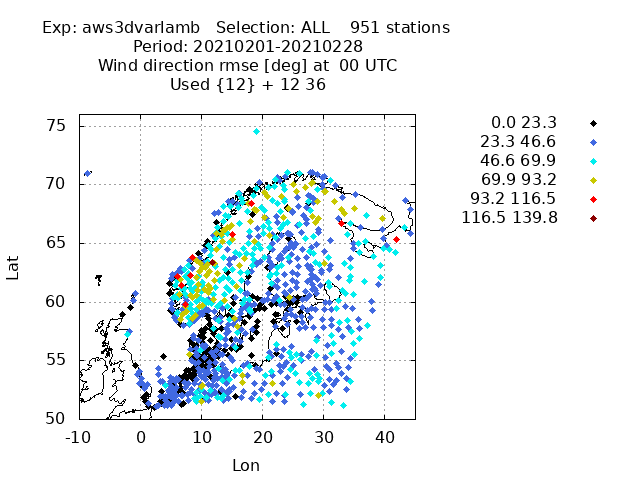 Exp: aws3dvarlamb   Selection: ALL    951 stations
Period: 20210201-20210228
Wind direction rmse [deg] at  00 UTC
Used {12} + 12 36
0.0 23.3
23.3 46.6
46.6 69.9
69.9 93.2
93.2 116.5
116.5 139.8
75
70
65
60
55
50
Lat
-10 0 10 20 30 40
Lon